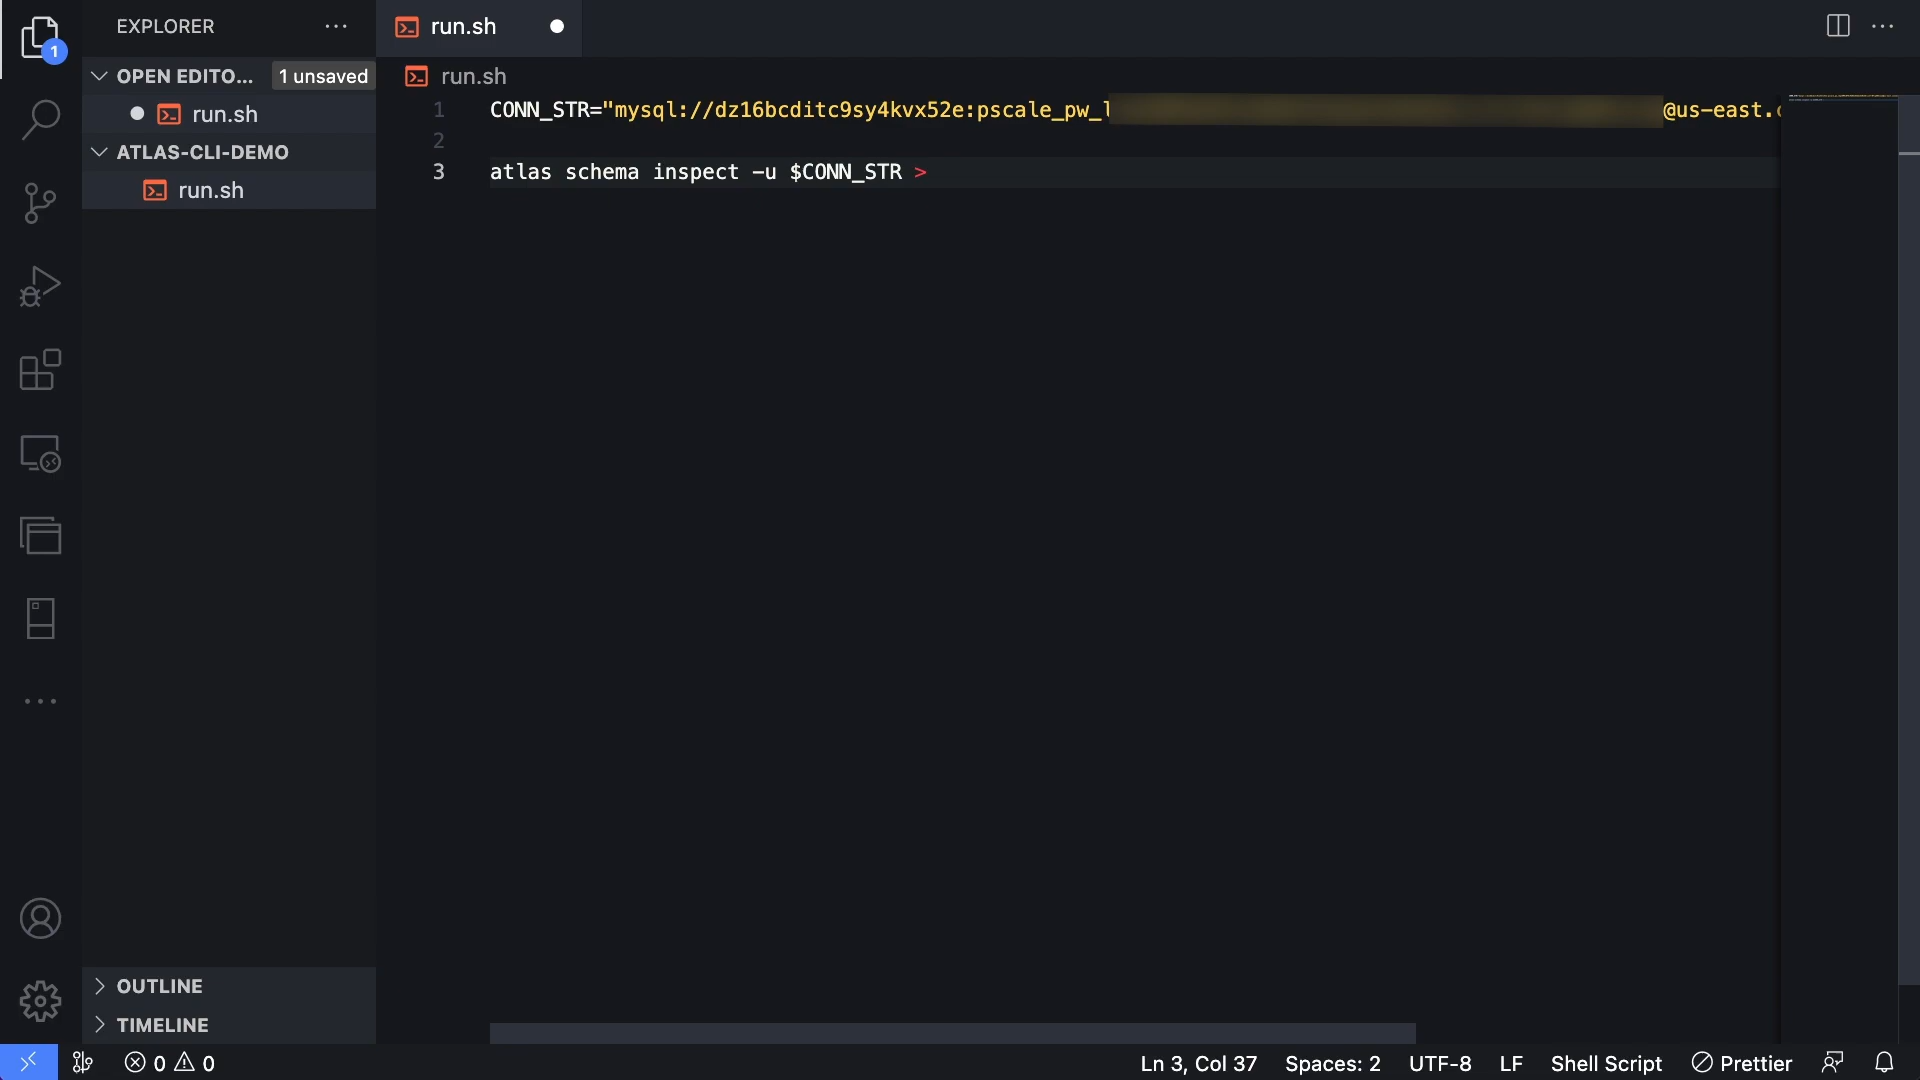 EXPLORER
run.sh
OPEN EDITO... 1 unsaved
run.sh
ATLAS-CLI-DEMO
run.sh
run.sh
1 CONN_STR="mysql://dz16bcditc9sy4kvx52e:pscale_pw_l @us-east.
2
3 atlas schema inspect -u $CONN_STR >
1
OUTLINE
TIMELINE
0 0 Ln 3, Col 37 Spaces: 2 UTF-8 LF Shell Script Prettier